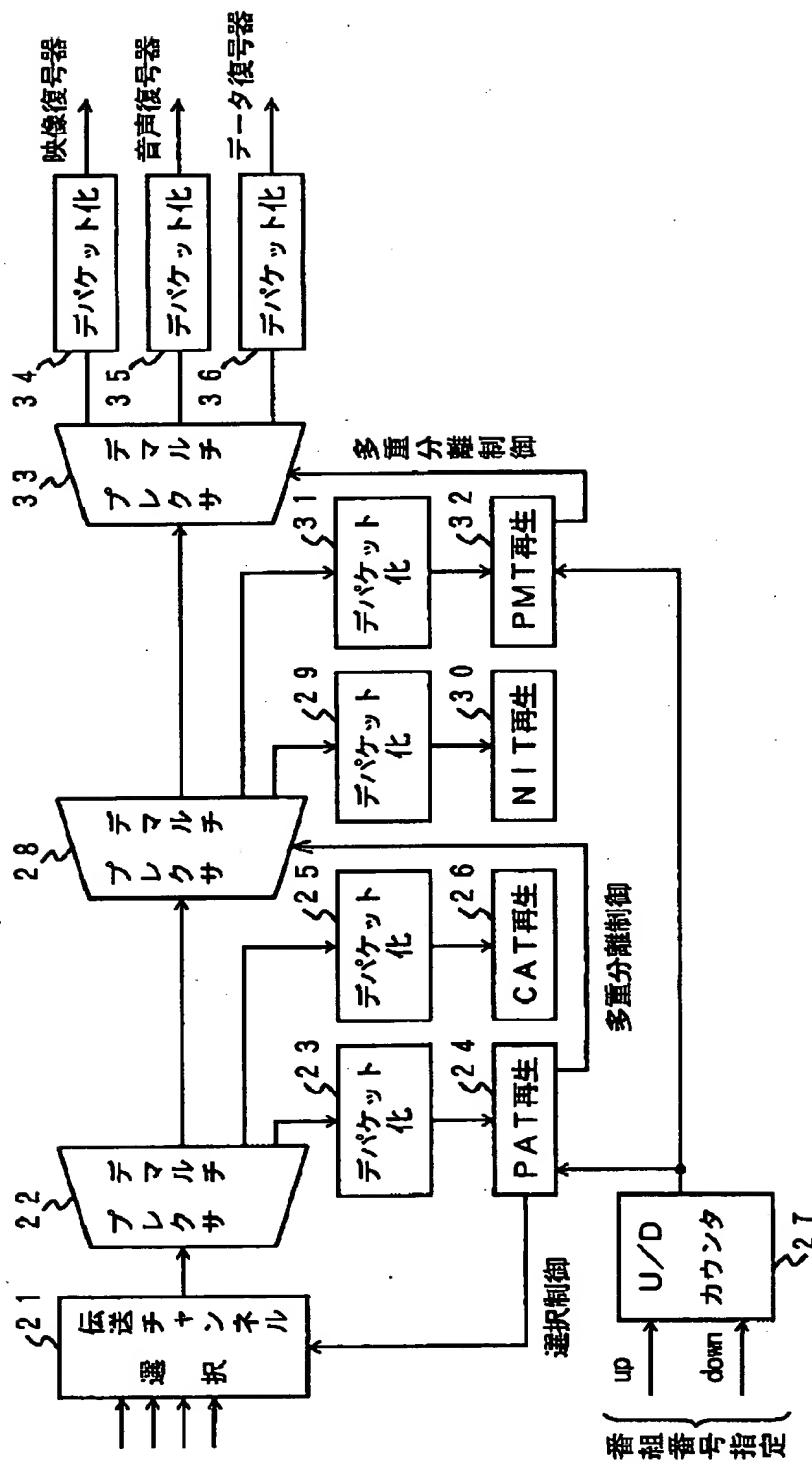 21
伝送チャンネル
選択
22
デマルチ
プレクサ
23
デパケット
化
24
PAT再生
選択制御
25
デパケット
化
26
CAT再生
多重分離制御
番組番号指定
up
down
U/D
カウンタ
27
28
デマルチ
プレクサ
29
デパケット
化
30
NIT再生
31
デパケット
化
32
PMT再生
多重分離制御
33
デマルチ
プレクサ
34
デパケット化
映像復号器
35
デパケット化
音声復号器
36
デパケット化
データ復号器